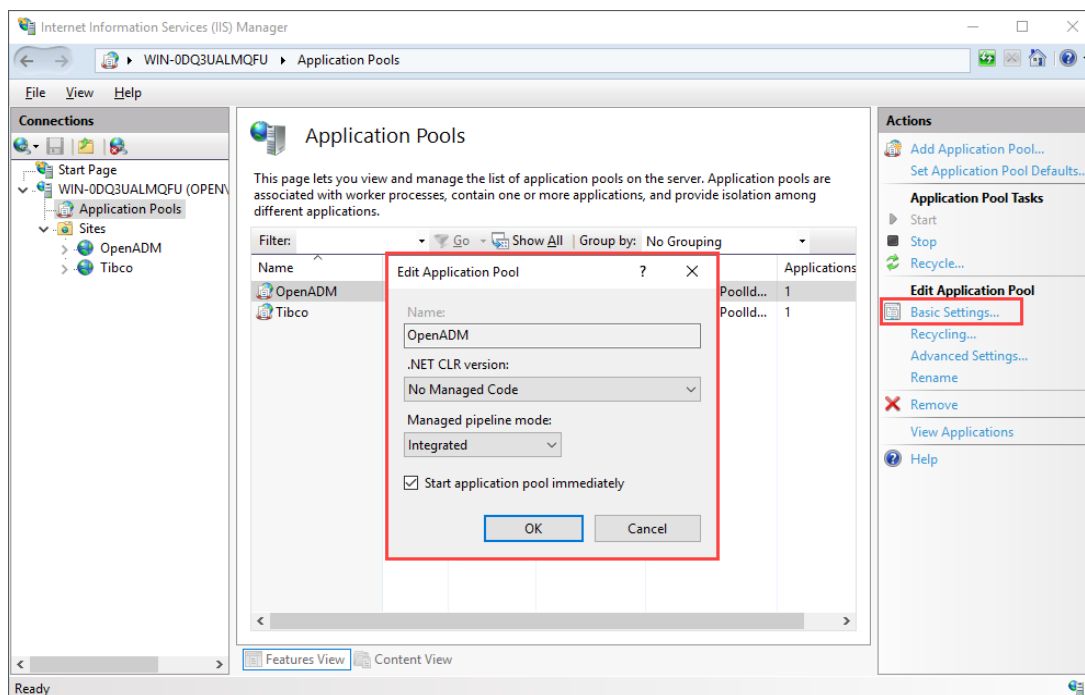 Internet Information Services (IIS) Manager
WIN-0DQ3UALMQFU
Application Pools
File View Help
Connections
Start Page
WIN-0DQ3UALMQFU (OPEN\
Application Pools
Sites
OpenADM
Tibco
Application Pools
This page lets you view and manage the list of application pools on the server. Application pools are
associated with worker processes, contain one or more applications, and provide isolation among
different applications.
Filter: Go Show All Group by: No Grouping
Name Applications
OpenADM PoolId... 1
Tibco PoolId... 1
Edit Application Pool ?
Name:
OpenADM
.NET CLR version:
No Managed Code
Managed pipeline mode:
Integrated
Start application pool immediately
OK Cancel
Features View Content View
Actions
Add Application Pool...
Set Application Pool Defaults...
Application Pool Tasks
Start
Stop
Recycle...
Edit Application Pool
Basic Settings...
Recycling...
Advanced Settings...
Rename
Remove
View Applications
Help
Ready